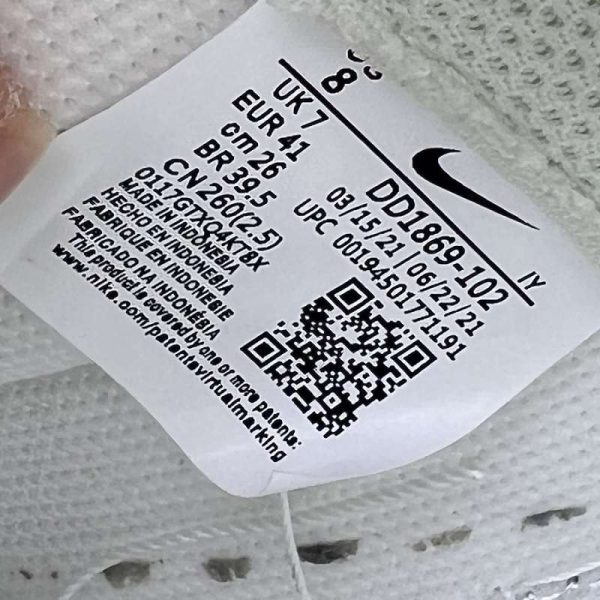 US
8
UK 7
EUR 41
cm 26
BR 39.5
CN 260(2.5)
0117GTXQ4KT8X
MADE IN INDONESIA
HECHO EN INDONESIA
FABRIQUE EN INDONESIE
FABRICADO NA INDONÉSIA
This product is covered by one or more patents:
www.nike.com/patentsvirtualmarking
DD1869-102
03/15/21 | 06/22/21
UPC 00194501771191
IY